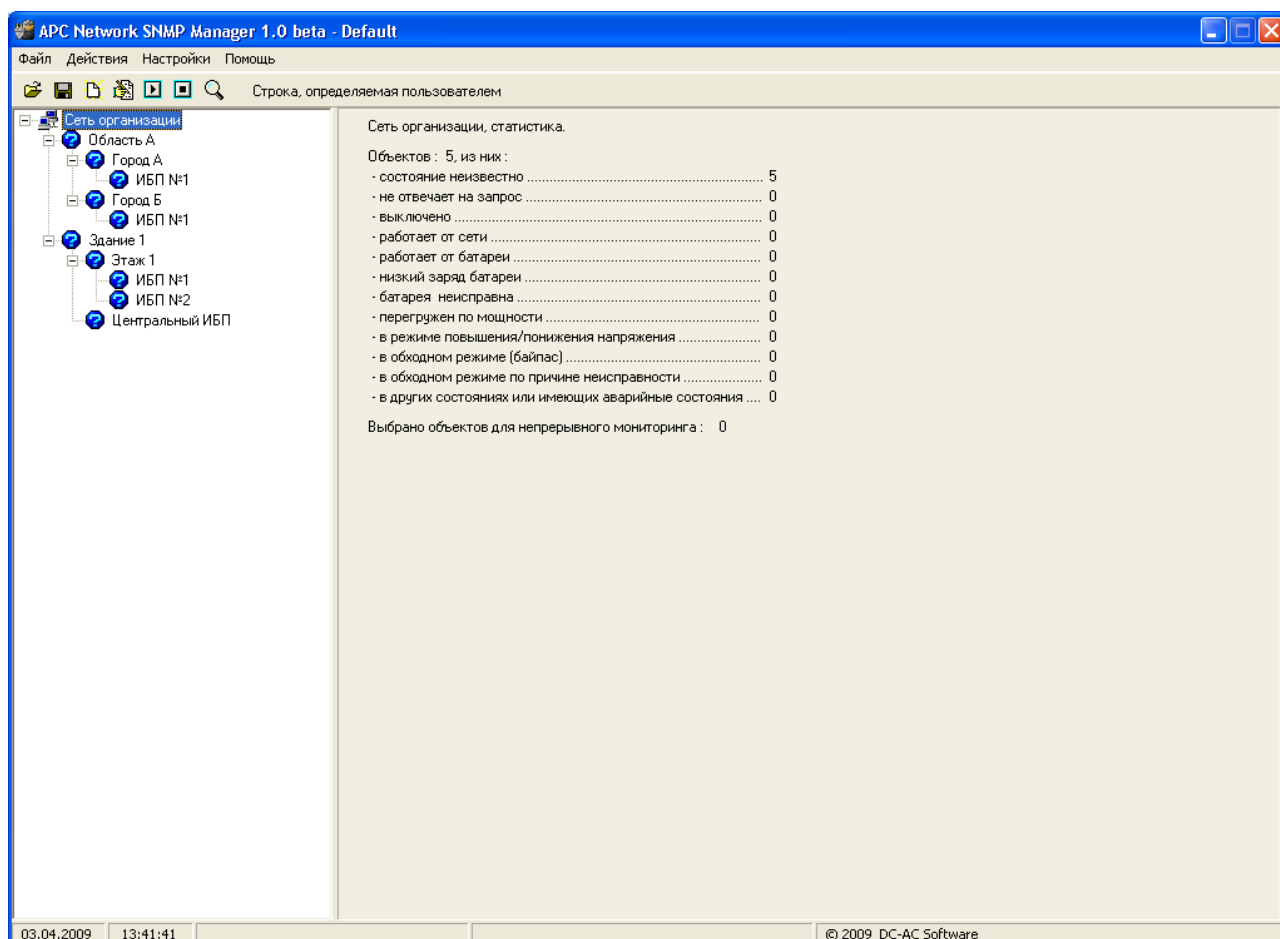 APC Network SNMP Manager 1.0 beta - Default
Файл Действия Настройки Помощь
Строка, определяемая пользователем
Сеть организации
Область А
Город А
ИБП №1
Город Б
ИБП №1
Здание 1
Этаж 1
ИБП №1
ИБП №2
Центральный ИБП
Сеть организации, статистика.
Объектов : 5, из них :
- состояние неизвестно ........................................................... 5
- не отвечает на запрос ........................................................... 0
- выключено ............................................................................. 0
- работает от сети .................................................................... 0
- работает от батареи .............................................................. 0
- низкий заряд батареи ............................................................ 0
- батарея неисправна .............................................................. 0
- перегружен по мощности ...................................................... 0
- в режиме повышения/понижения напряжения .................... 0
- в обходном режиме (байпас) ................................................. 0
- в обходном режиме по причине неисправности .................... 0
- в других состояниях или имеющих аварийные состояния .... 0
Выбрано объектов для непрерывного мониторинга : 0
03.04.2009 13:41:41 © 2009 DC-AC Software